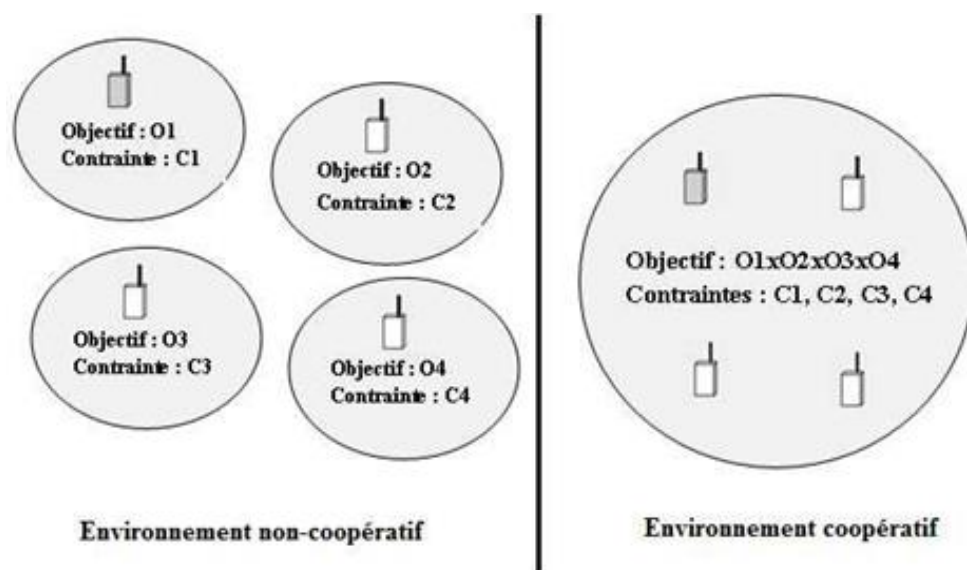 Objectif : O1
Contrainte : C1
Objectif : O2
Contrainte : C2
Objectif : O3
Contrainte : C3
Objectif : O4
Contrainte : C4
Environnement non-coopératif
Objectif : O1xO2xO3xO4
Contraintes : C1, C2, C3, C4
Environnement coopératif